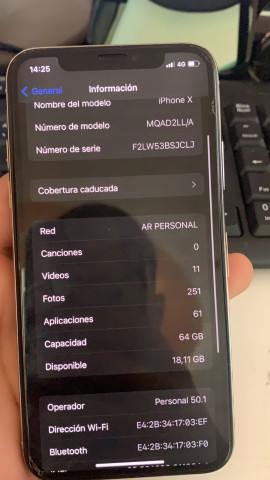 14:25
4G
General
Información
Nombre del modelo
iPhone X
Número de modelo
MQAD2LL/A
Número de serie
F2LW53BSJCLJ
Cobertura caducada
Red
AR PERSONAL
Canciones
0
Videos
11
Fotos
251
Aplicaciones
61
Capacidad
64 GB
Disponible
18,11 GB
Operador
Personal 50.1
Dirección Wi-Fi
E4:2B:34:17:03:EF
Bluetooth
E4:2B:34:17:03:F0